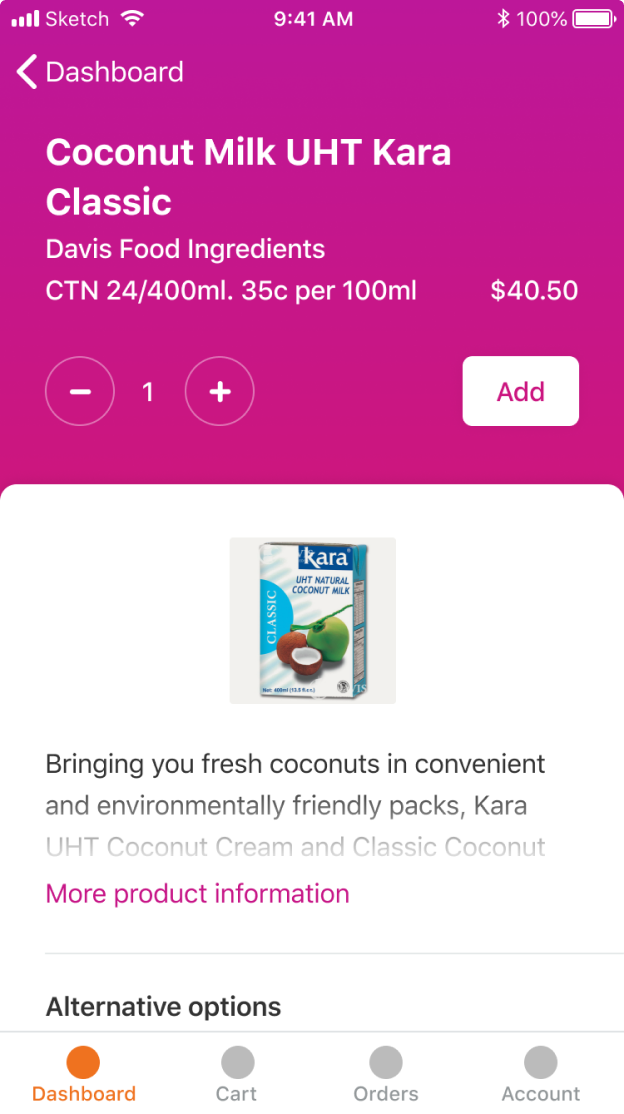 Sketch 9:41 AM 100%
Dashboard
Coconut Milk UHT Kara
Classic
Davis Food Ingredients
CTN 24/400ml. 35c per 100ml $40.50
1 Add
kara
UHT NATURAL
COCONUT MILK
CLASSIC
Net: 400ml (13.5 fl.oz.)
Bringing you fresh coconuts in convenient
and environmentally friendly packs, Kara
UHT Coconut Cream and Classic Coconut
More product information
Alternative options
Dashboard Cart Orders Account